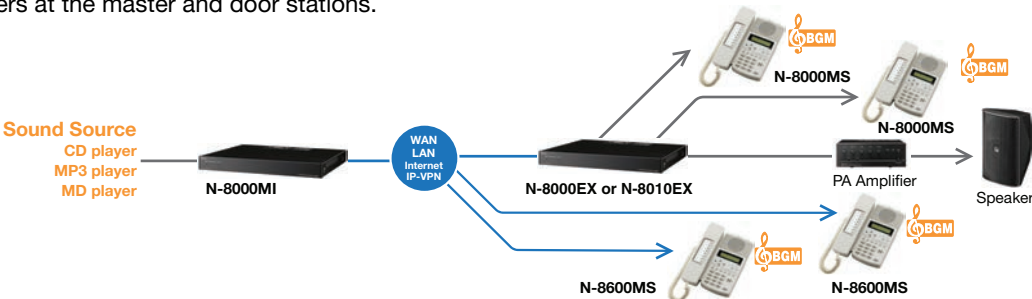 ers at the master and door stations.
BGM
N-8000MS
BGM
N-8000MS
Sound Source
CD player
MP3 player
MD player
N-8000MI
WAN
LAN
Internet
IP-VPN
N-8000EX or N-8010EX
PA Amplifier
Speaker
BGM
N-8600MS
BGM
N-8600MS